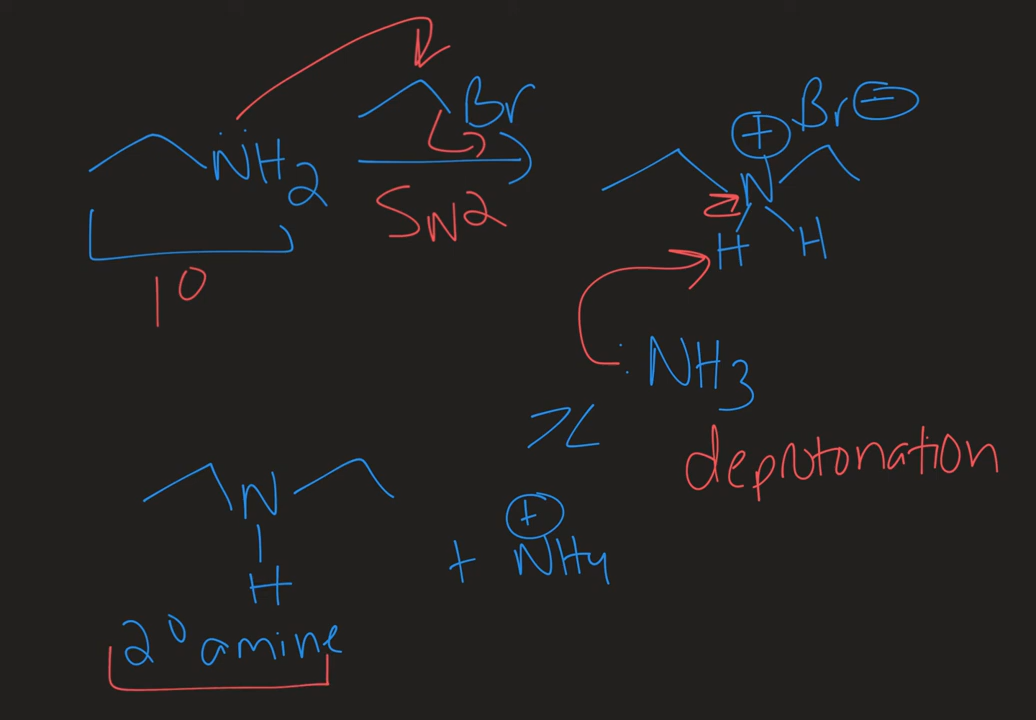 NH2
Br
SN2
1°
⊕ Br⊖
N
H H
:NH3
deprotonation
N
H
+ ⊕NH4
2° amine